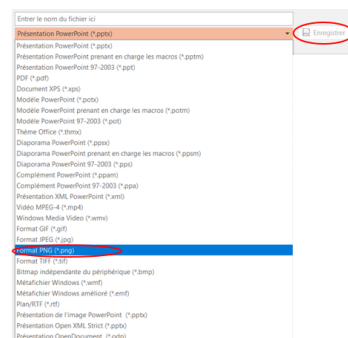 Entrer le nom du fichier ici
Présentation PowerPoint (*.pptx)
Enregistrer
Présentation PowerPoint (*.pptx)
Présentation PowerPoint prenant en charge les macros (*.pptm)
Présentation PowerPoint 97-2003 (*.ppt)
PDF (*.pdf)
Document XPS (*.xps)
Modèle PowerPoint (*.potx)
Modèle PowerPoint prenant en charge les macros (*.potm)
Modèle PowerPoint 97-2003 (*.pot)
Thème Office (*.thmx)
Diaporama PowerPoint (*.ppsx)
Diaporama PowerPoint prenant en charge les macros (*.ppsm)
Diaporama PowerPoint 97-2003 (*.pps)
Complément PowerPoint (*.ppam)
Complément PowerPoint 97-2003 (*.ppa)
Présentation XML PowerPoint (*.xml)
Vidéo MPEG-4 (*.mp4)
Windows Media Video (*.wmv)
Format GIF (*.gif)
Format JPEG (*.jpg)
Format PNG (*.png)
Format TIFF (*.tif)
Bitmap indépendante du périphérique (*.bmp)
Métafichier Windows (*.wmf)
Métafichier Windows amélioré (*.emf)
Plan/RTF (*.rtf)
Présentation de l'image PowerPoint (*.pptx)
Présentation Open XML Strict (*.pptx)
Présentation OpenDocument (*.odp)